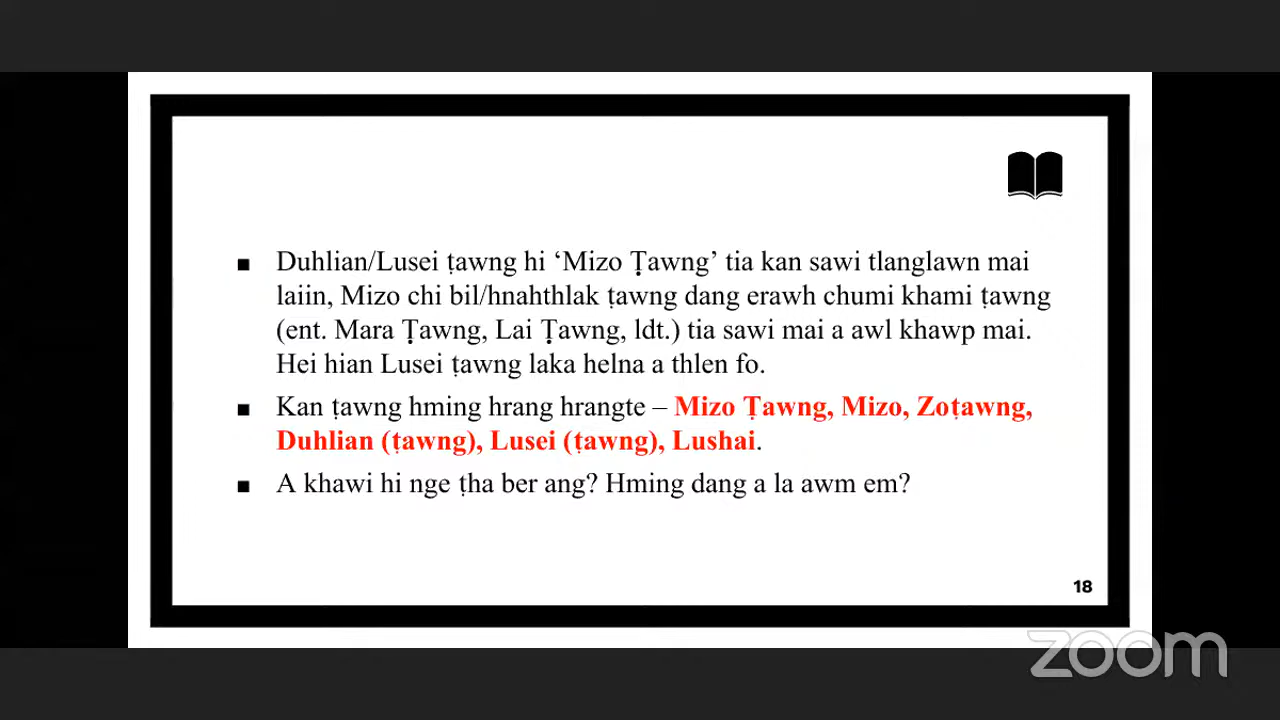 ■ Duhlian/Lusei ṭawng hi ‘Mizo Ṭawng’ tia kan sawi tlanglawn mai
laiin, Mizo chi bil/hnahthlak ṭawng dang erawh chumi khami ṭawng
(ent. Mara Ṭawng, Lai Ṭawng, ldt.) tia sawi mai a awl khawp mai.
Hei hian Lusei ṭawng laka helna a thlen fo.
■ Kan ṭawng hming hrang hrangte – Mizo Ṭawng, Mizo, Zoṭawng,
Duhlian (ṭawng), Lusei (ṭawng), Lushai.
■ A khawi hi nge ṭha ber ang? Hming dang a la awm em?
18
zoom